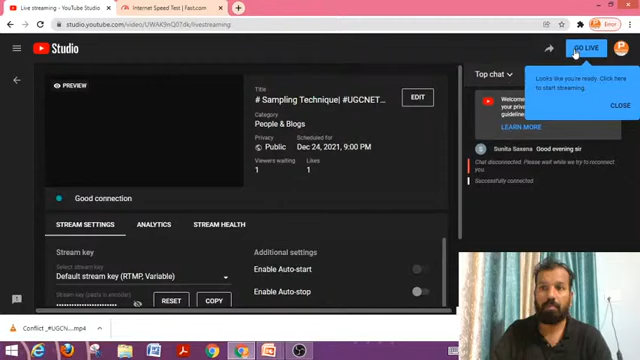 Live streaming - YouTube Studio
Internet Speed Test | Fast.com
studio.youtube.com/video/UWAK9nQ07dk/livestreaming
Error
Studio
GO LIVE
Looks like you're ready. Click here
to start streaming.
CLOSE
PREVIEW
Title
# Sampling Technique| #UGCNET...
EDIT
Category
People & Blogs
Privacy
Public
Scheduled for
Dec 24, 2021, 9:00 PM
Viewers waiting
1
Likes
1
Good connection
Top chat
Welcom
your priva
guideline
LEARN MORE
Sunita Saxena Good evening sir
Chat disconnected. Please wait while we try to reconnect
you.
Successfully connected.
STREAM SETTINGS
ANALYTICS
STREAM HEALTH
Stream key
Select stream key
Default stream key (RTMP, Variable)
Stream key (paste in encoder)
RESET
COPY
Additional settings
Enable Auto-start
Enable Auto-stop
Conflict _#UGCN....mp4